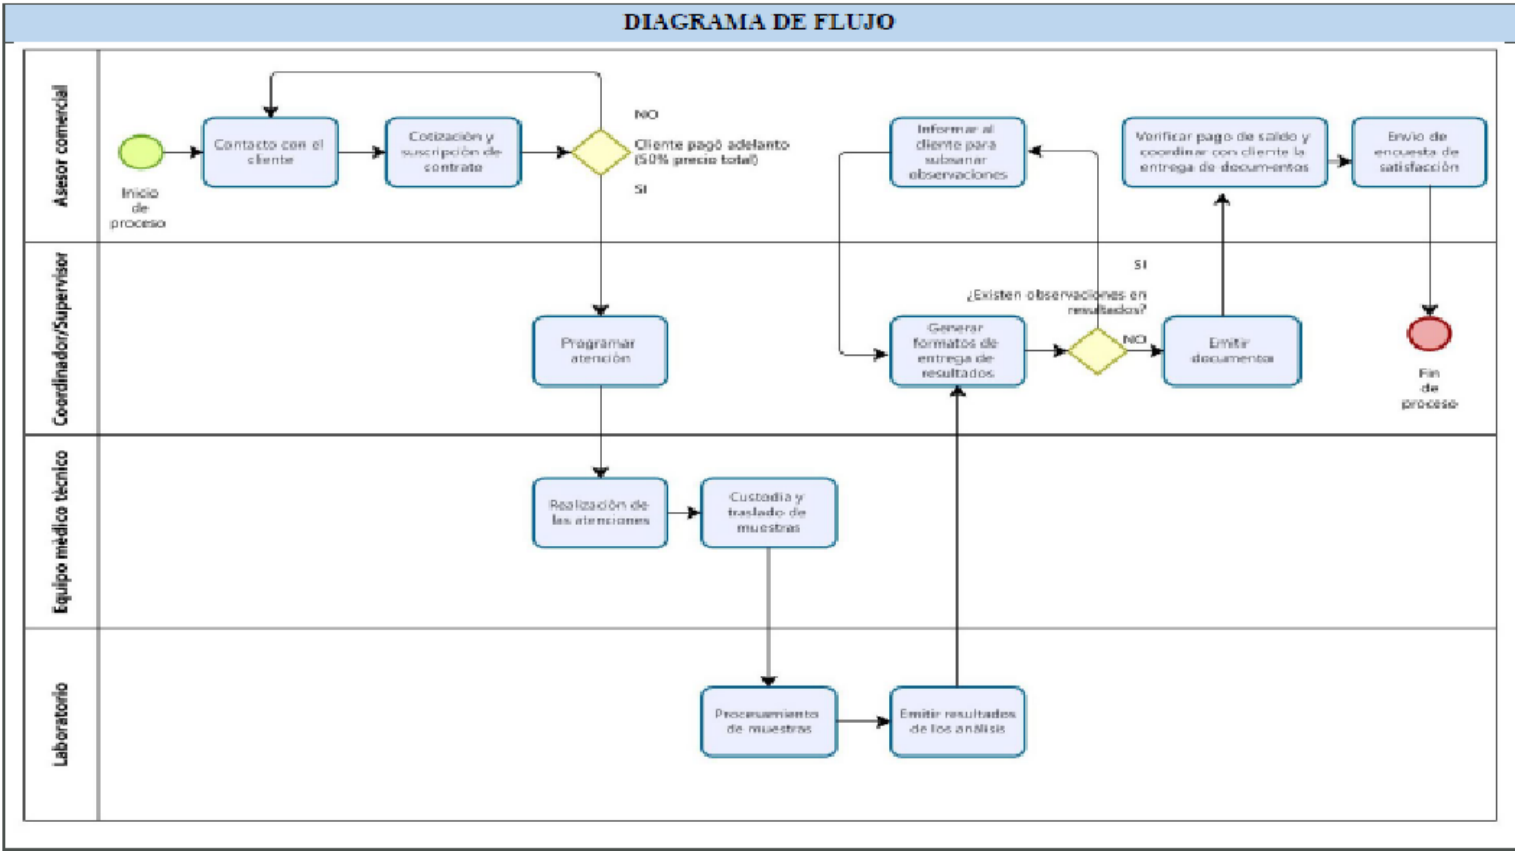 DIAGRAMA DE FLUJO
Asesor comercial
Inicio
de
proceso
Contacto con el
cliente
Cotización y
suscripción de
contrato
NO
Cliente pagó adelanto
(50% precio total)
SI
Informar al
cliente para
subsanar
observaciones
Verificar pago de saldo y
coordinar con cliente la
entrega de documentos
Envio de
encuesta de
satisfacción
Coordinador/Supervisor
Programar
atención
Generar
formatos de
entrega de
resultados
SI
¿Existen observaciones en
resultados?
NO
Emitir
documentos
Fin
de
proceso
Equipo médico técnico
Realización de
las atenciones
Custodia y
traslado de
muestras
Laboratorio
Procesamiento
de muestras
Emitir resultados
de los análisis